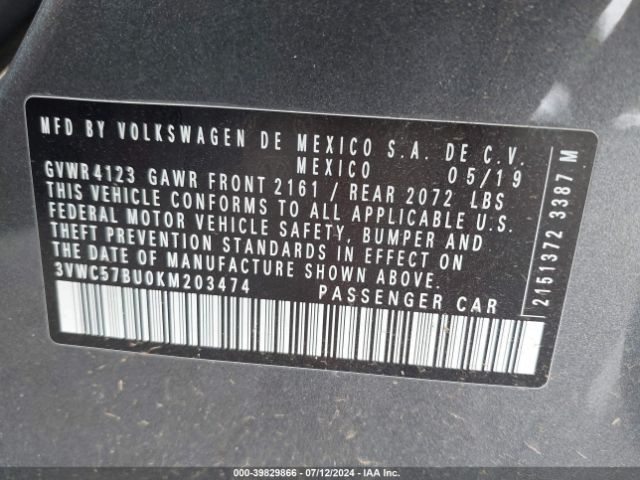 MFD BY VOLKSWAGEN DE MEXICO S.A. DE C.V.
MEXICO 05/19
GVWR4123 GAWR FRONT 2161 / REAR 2072 LBS
THIS VEHICLE CONFORMS TO ALL APPLICABLE U.S.
FEDERAL MOTOR VEHICLE SAFETY, BUMPER AND
THEFT PREVENTION STANDARDS IN EFFECT ON
THE DATE OF MANUFACTURE SHOWN ABOVE.
3VWC57BU0KM203474 PASSENGER CAR
2151372 3387 M
000-39829866 - 07/12/2024 - IAAI.com